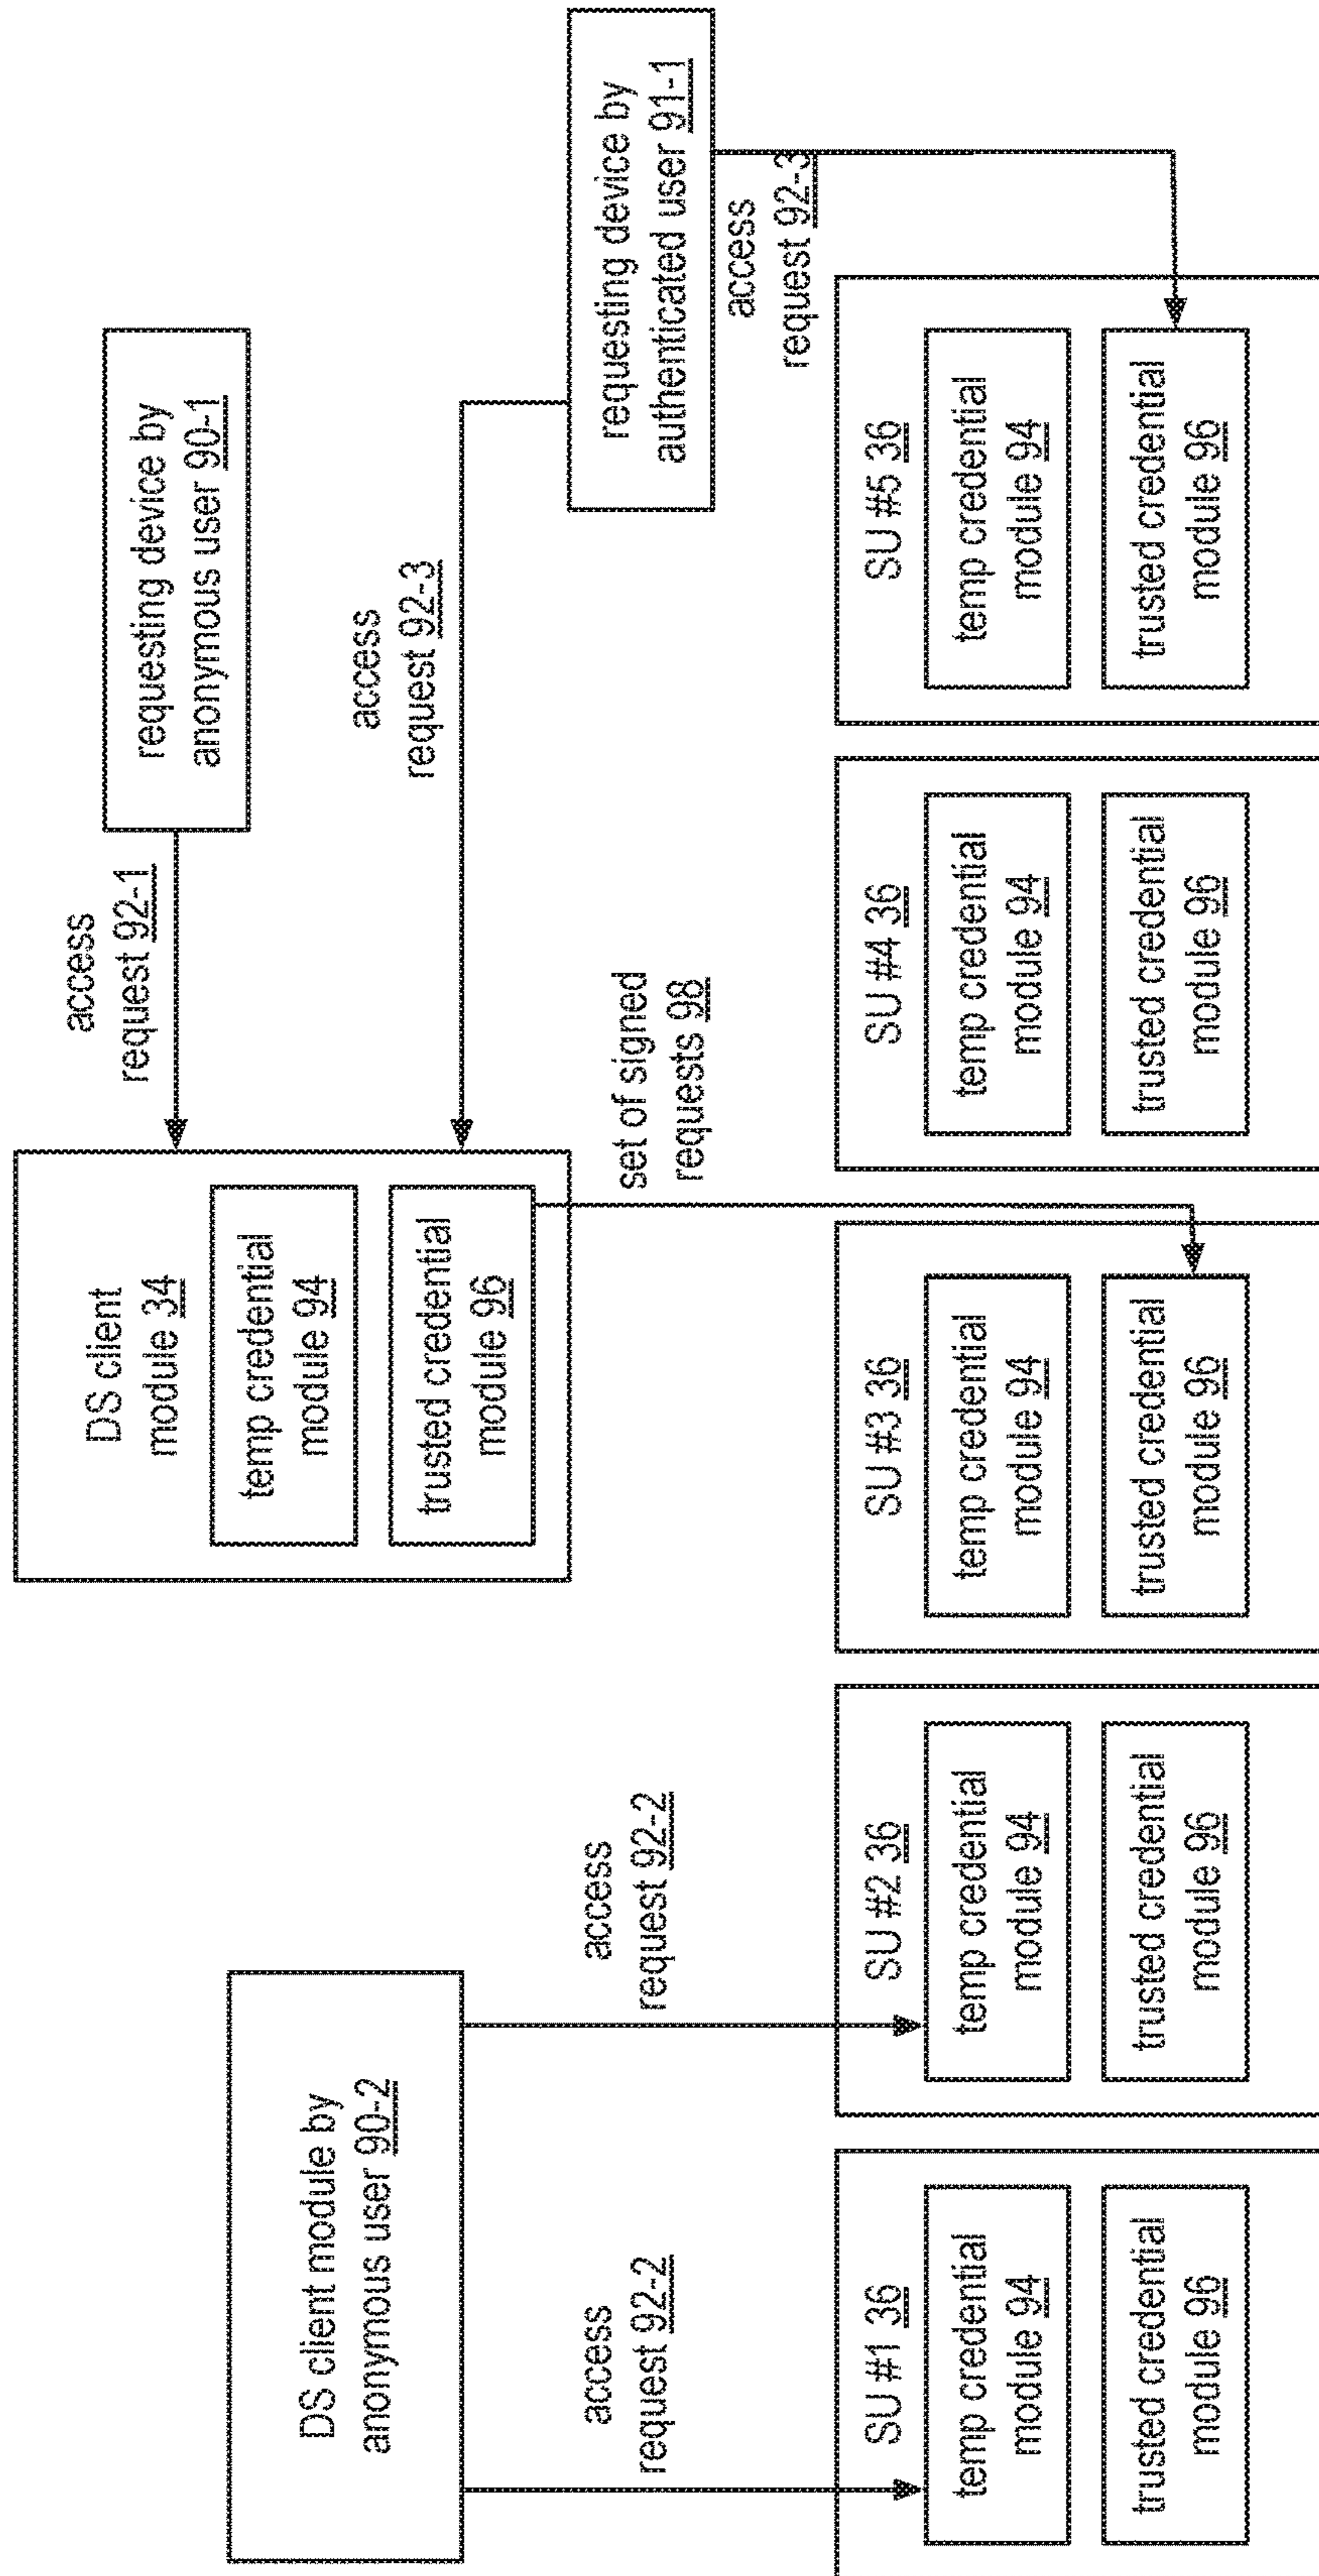 DS client module by
anonymous user 90-2
access
request 92-2
access
request 92-2
DS client
module 34
temp credential
module 94
trusted credential
module 96
access
request 92-1
requesting device by
anonymous user 90-1
access
request 92-3
set of signed
requests 98
requesting device by
authenticated user 91-1
access
request 92-3
SU #1 36
temp credential
module 94
trusted credential
module 96
SU #2 36
temp credential
module 94
trusted credential
module 96
SU #3 36
temp credential
module 94
trusted credential
module 96
SU #4 36
temp credential
module 94
trusted credential
module 96
SU #5 36
temp credential
module 94
trusted credential
module 96